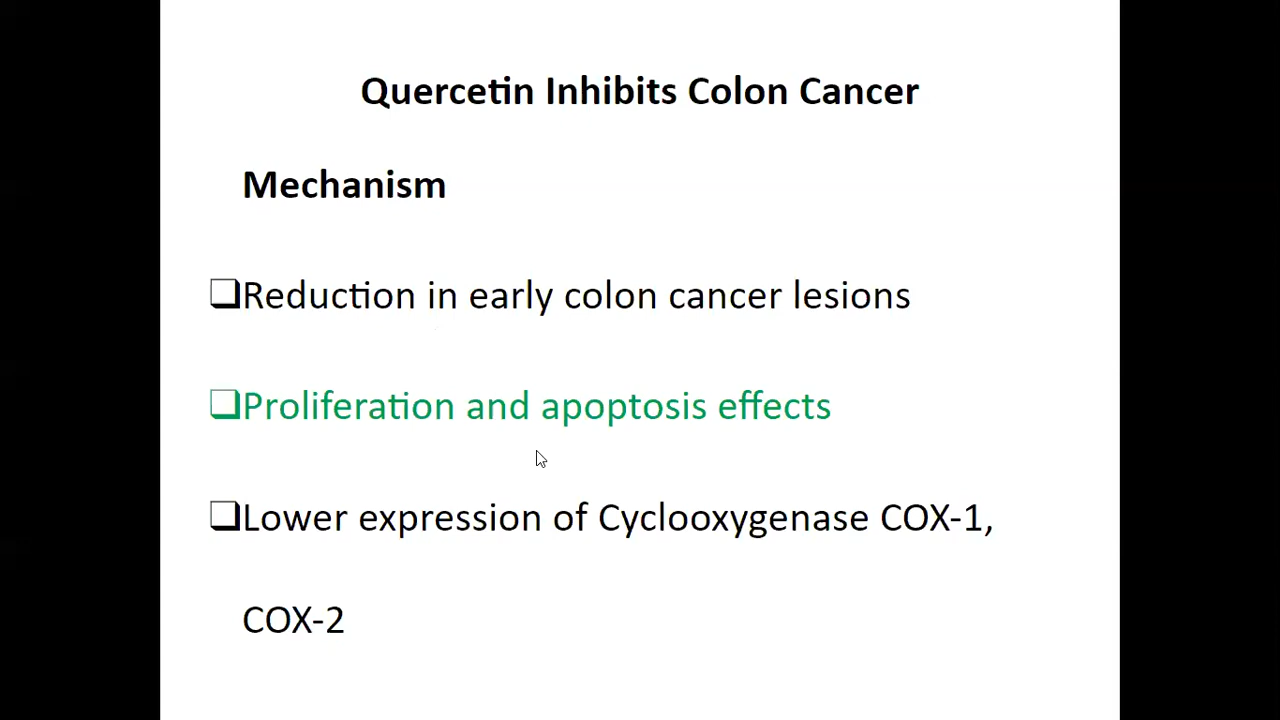 Quercetin Inhibits Colon Cancer
Mechanism
❑Reduction in early colon cancer lesions
❑Proliferation and apoptosis effects
❑Lower expression of Cyclooxygenase COX-1,
COX-2